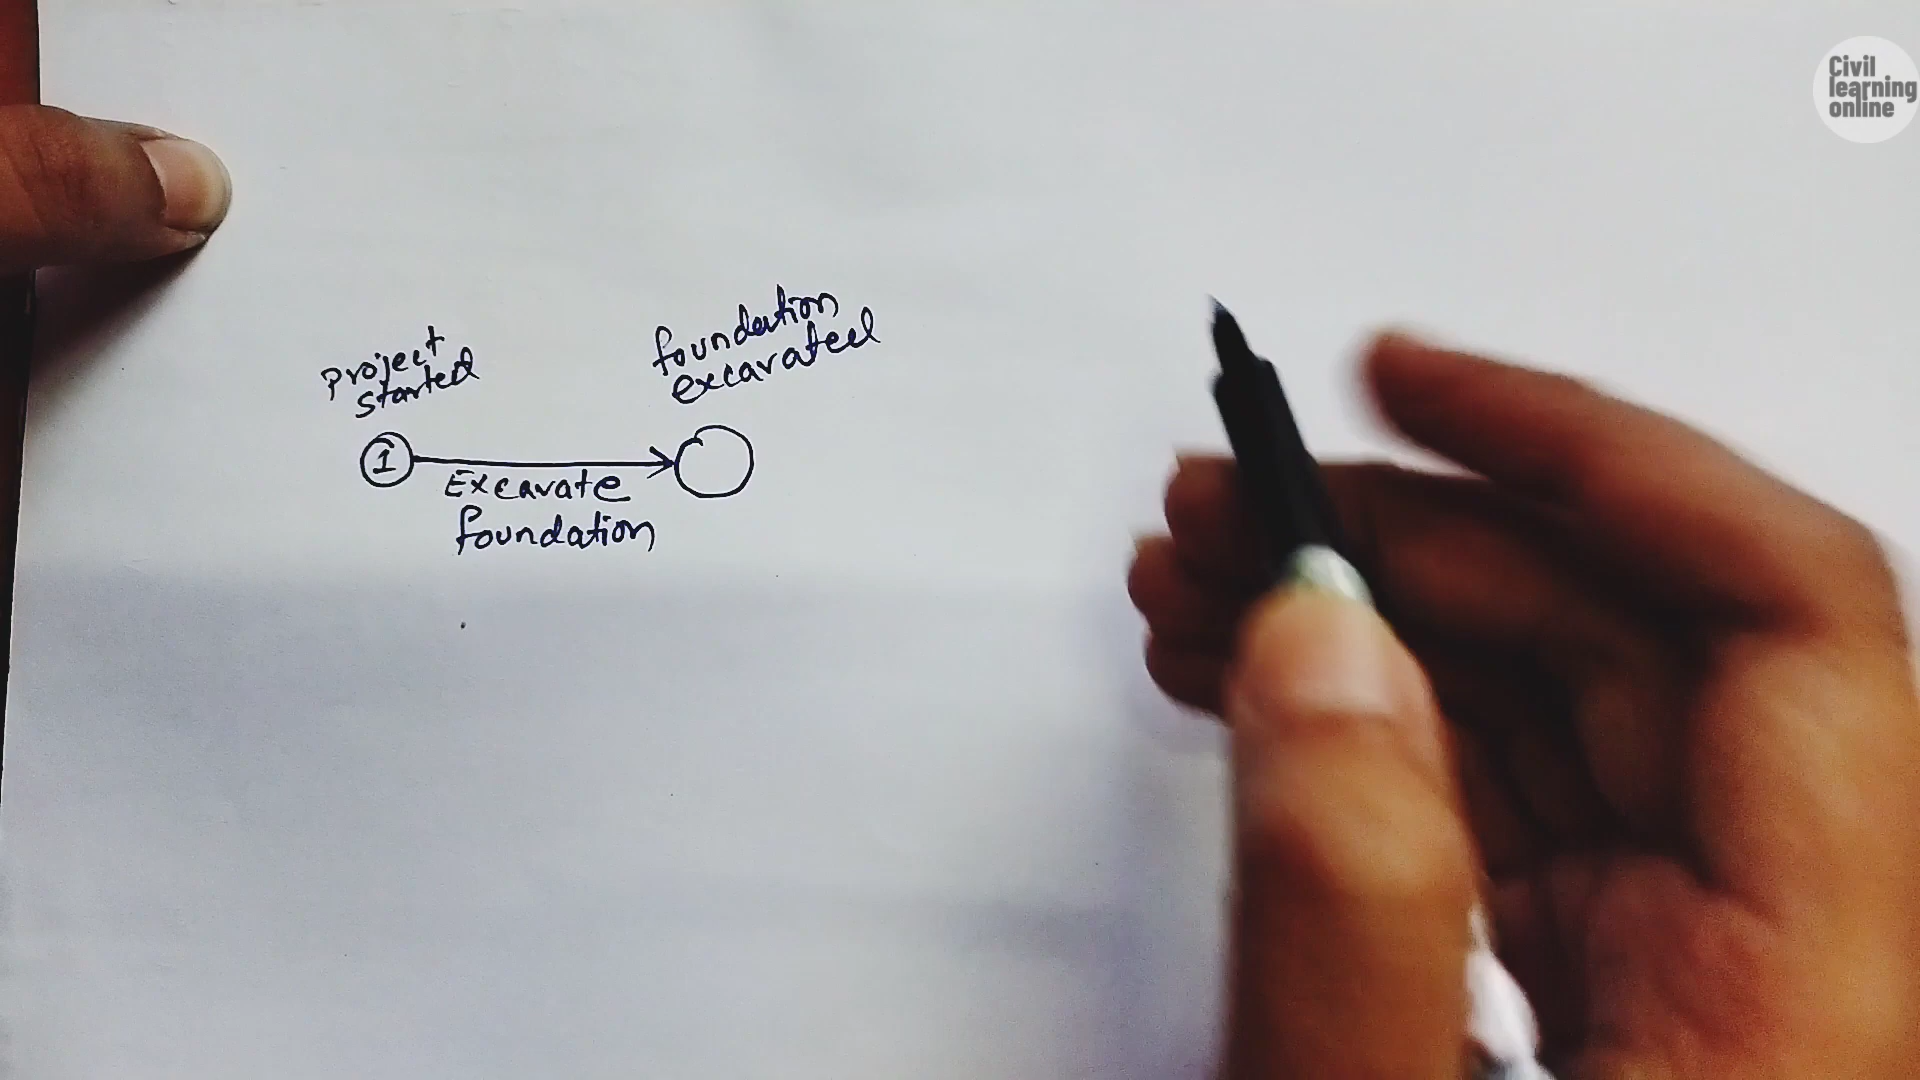 project
started
foundation
excavated
1
Excavate
foundation
Civil
learning
online